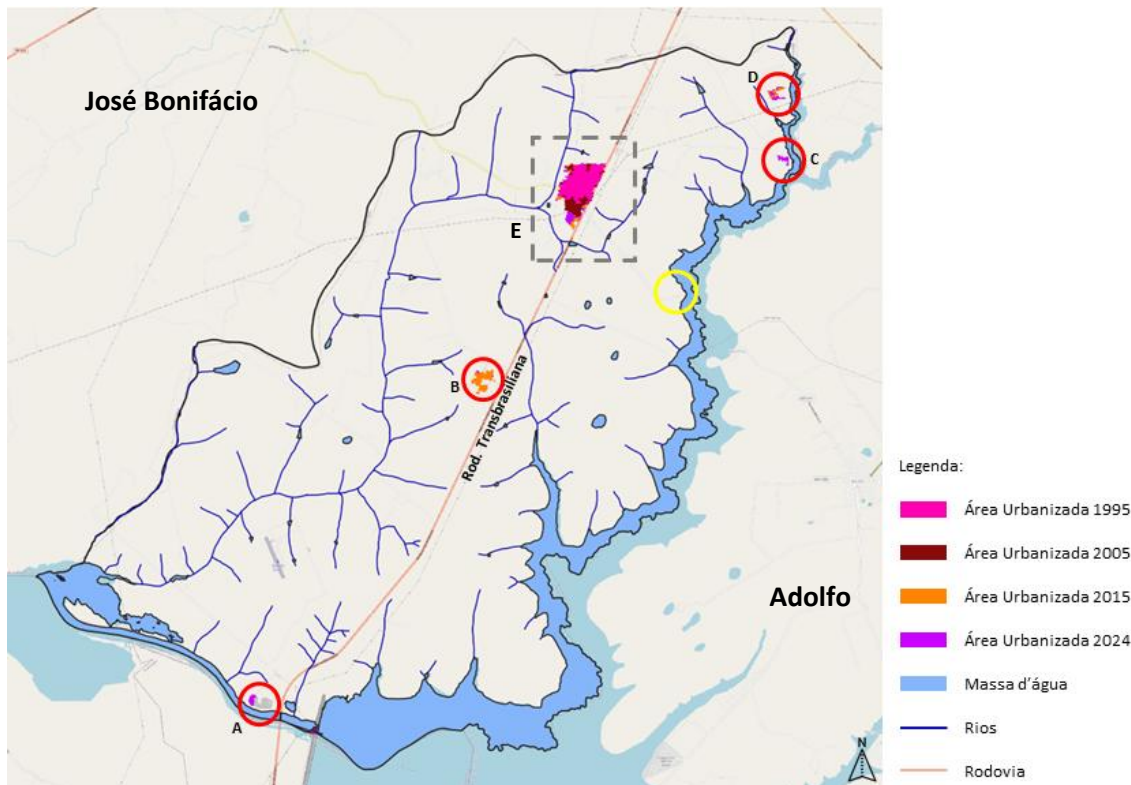 José Bonifácio
D
C
E
B
Rod. Transbrasiliana
Adolfo
A
N
Legenda:
Área Urbanizada 1995
Área Urbanizada 2005
Área Urbanizada 2015
Área Urbanizada 2024
Massa d'água
Rios
Rodovia